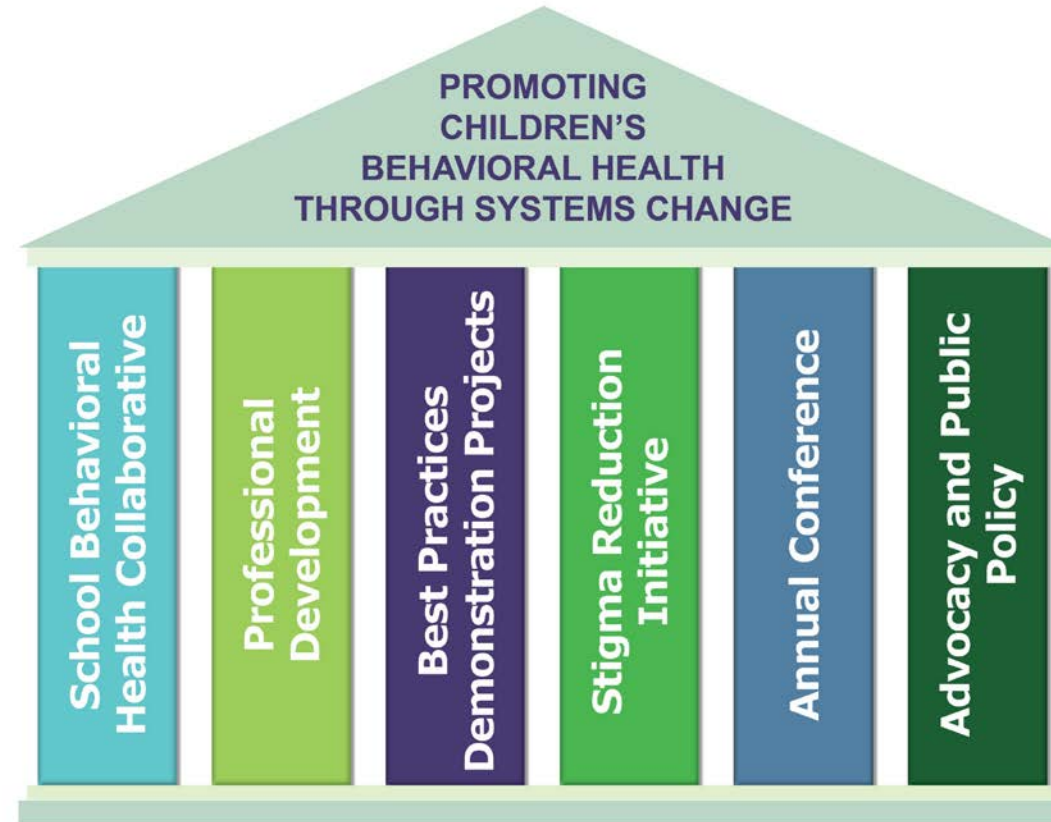 PROMOTING
CHILDREN’S
BEHAVIORAL HEALTH
THROUGH SYSTEMS CHANGE
School Behavioral
Health Collaborative
Professional
Development
Best Practices
Demonstration Projects
Stigma Reduction
Initiative
Annual Conference
Advocacy and Public
Policy